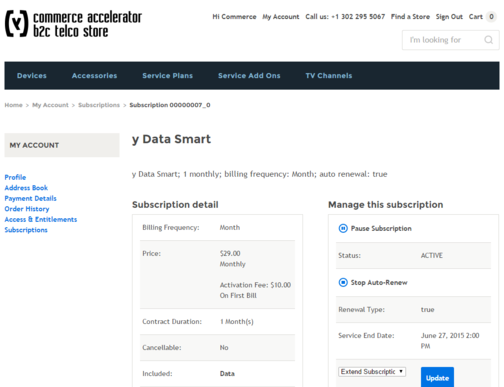 commerce accelerator
b2c telco store
Hi Commerce My Account Call us: +1 302 295 5067 Find a Store Sign Out Cart 0
I'm looking for
Devices Accessories Service Plans Service Add Ons TV Channels
Home > My Account > Subscriptions > Subscription 00000007_0
MY ACCOUNT
Profile
Address Book
Payment Details
Order History
Access & Entitlements
Subscriptions
y Data Smart
y Data Smart; 1 monthly; billing frequency: Month; auto renewal: true
Subscription detail
Billing Frequency: Month
Price: $29.00
Monthly
Activation Fee: $10.00
On First Bill
Contract Duration: 1 Month(s)
Cancellable: No
Included: Data
Manage this subscription
Pause Subscription
Status: ACTIVE
Stop Auto-Renew
Renewal Type: true
Service End Date: June 27, 2015 2:00
PM
Extend Subscriptic
Update